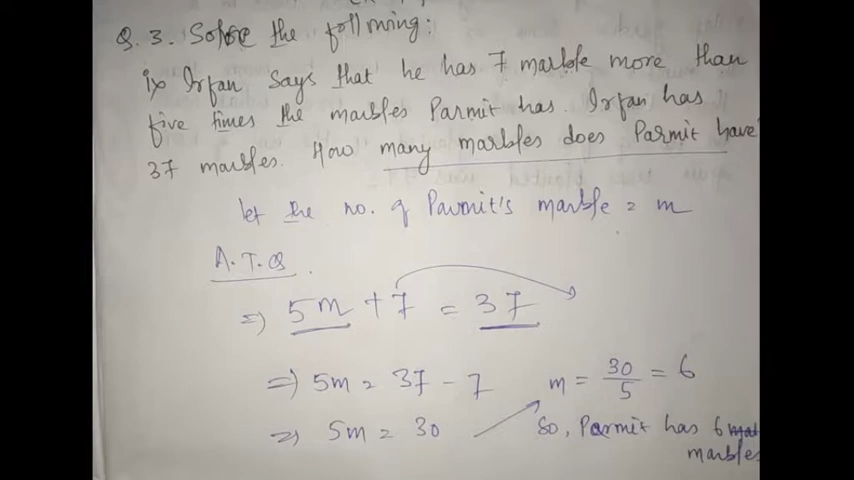 Q. 3. Solve the following:
i) Irfan says that he has 7 marble more than
five times the marbles Parmit has. Irfan has
37 marbles. How many marbles does Parmit have
let the no. of Parmit's marble = m
A.T.Q
⇒ 5m + 7 = 37
⇒ 5m = 37 - 7
⇒ 5m = 30
m = 30/5 = 6
So, Parmit has 6
marbles